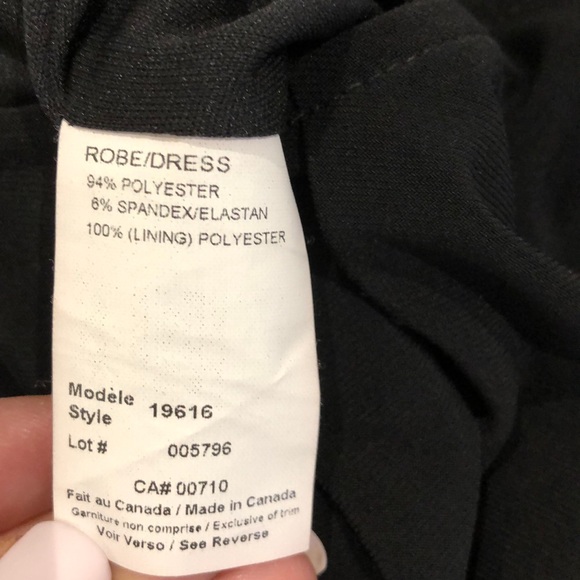 ROBE/DRESS
94% POLYESTER
6% SPANDEX/ELASTAN
100% (LINING) POLYESTER
Modèle
Style 19616
Lot # 005796
CA# 00710
Fait au Canada / Made in Canada
Garniture non comprise / Exclusive of trim
Voir Verso / See Reverse